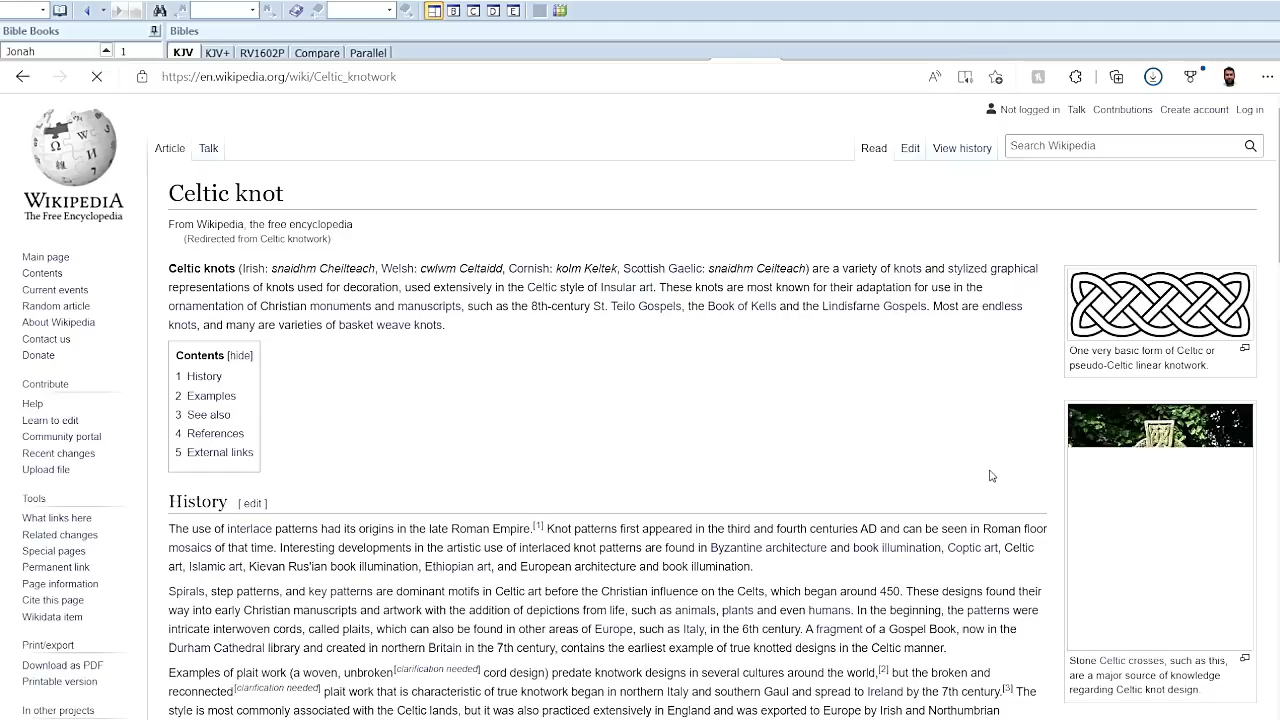 Bible Books
Bibles
Jonah
1
KJV
KJV+
RV1602P
Compare
Parallel
B
C
D
E
https://en.wikipedia.org/wiki/Celtic_knotwork
Not logged in Talk Contributions Create account Log in
Article Talk
Read Edit View history
Search Wikipedia
WIKIPEDIA
The Free Encyclopedia
Main page
Contents
Current events
Random article
About Wikipedia
Contact us
Donate
Contribute
Help
Learn to edit
Community portal
Recent changes
Upload file
Tools
What links here
Related changes
Special pages
Permanent link
Page information
Cite this page
Wikidata item
Print/export
Download as PDF
Printable version
In other projects
Celtic knot
From Wikipedia, the free encyclopedia
(Redirected from Celtic knotwork)
Celtic knots (Irish: snaidhm Cheilteach, Welsh: cwlwm Celtaidd, Cornish: kolm Keltek, Scottish Gaelic: snaidhm Ceilteach) are a variety of knots and stylized graphical
representations of knots used for decoration, used extensively in the Celtic style of Insular art. These knots are most known for their adaptation for use in the
ornamentation of Christian monuments and manuscripts, such as the 8th-century St. Teilo Gospels, the Book of Kells and the Lindisfarne Gospels. Most are endless
knots, and many are varieties of basket weave knots.
Contents [hide]
1 History
2 Examples
3 See also
4 References
5 External links
One very basic form of Celtic or
pseudo-Celtic linear knotwork.
History [ edit ]
The use of interlace patterns had its origins in the late Roman Empire.[1] Knot patterns first appeared in the third and fourth centuries AD and can be seen in Roman floor
mosaics of that time. Interesting developments in the artistic use of interlaced knot patterns are found in Byzantine architecture and book illumination, Coptic art, Celtic
art, Islamic art, Kievan Rus'ian book illumination, Ethiopian art, and European architecture and book illumination.
Spirals, step patterns, and key patterns are dominant motifs in Celtic art before the Christian influence on the Celts, which began around 450. These designs found their
way into early Christian manuscripts and artwork with the addition of depictions from life, such as animals, plants and even humans. In the beginning, the patterns were
intricate interwoven cords, called plaits, which can also be found in other areas of Europe, such as Italy, in the 6th century. A fragment of a Gospel Book, now in the
Durham Cathedral library and created in northern Britain in the 7th century, contains the earliest example of true knotted designs in the Celtic manner.
Examples of plait work (a woven, unbroken[clarification needed] cord design) predate knotwork designs in several cultures around the world,[2] but the broken and
reconnected[clarification needed] plait work that is characteristic of true knotwork began in northern Italy and southern Gaul and spread to Ireland by the 7th century.[3] The
style is most commonly associated with the Celtic lands, but it was also practiced extensively in England and was exported to Europe by Irish and Northumbrian
Stone Celtic crosses, such as this,
are a major source of knowledge
regarding Celtic knot design.